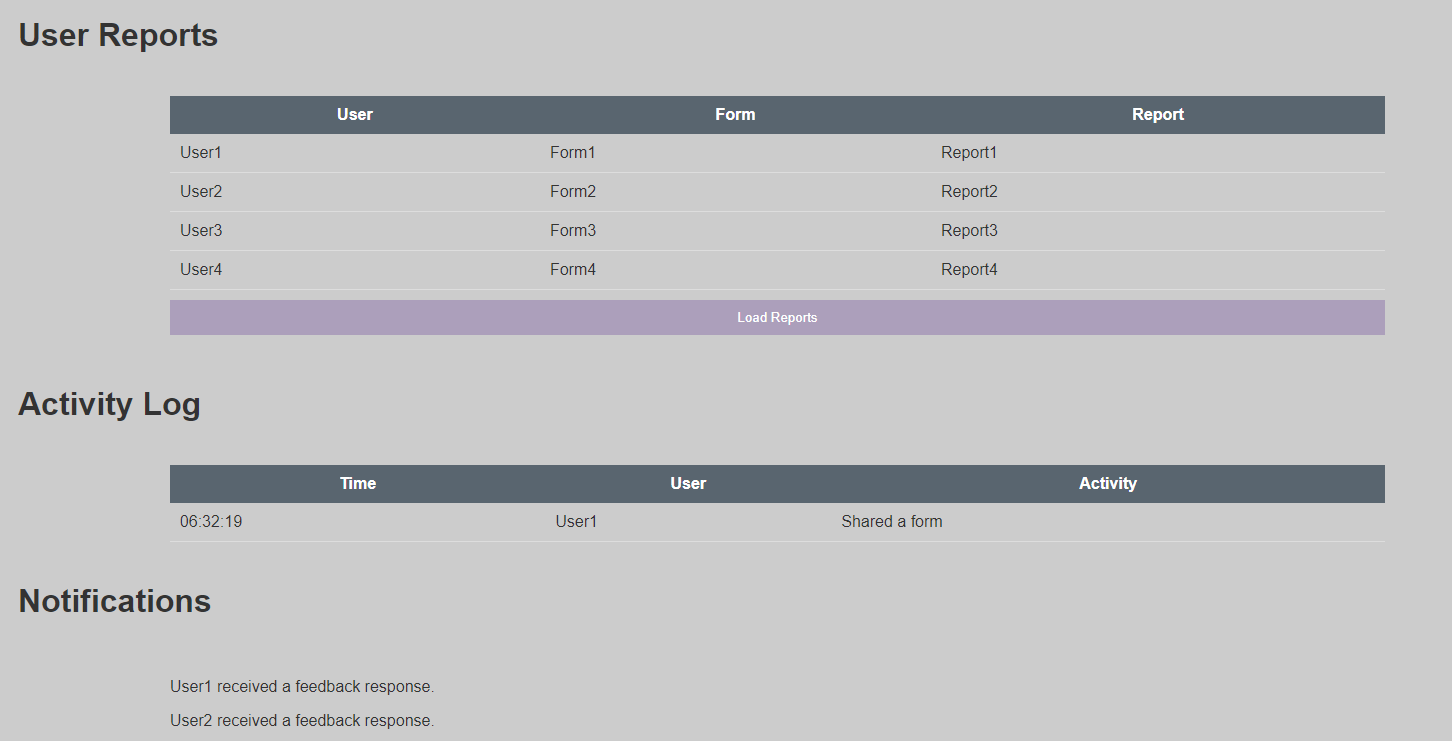 User Reports
User Form Report
User1 Form1 Report1
User2 Form2 Report2
User3 Form3 Report3
User4 Form4 Report4
Load Reports
Activity Log
Time User Activity
06:32:19 User1 Shared a form
Notifications
User1 received a feedback response.
User2 received a feedback response.